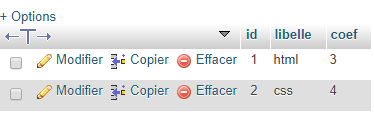 + Options
id libelle coef
Modifier Copier Effacer 1 html 3
Modifier Copier Effacer 2 css 4